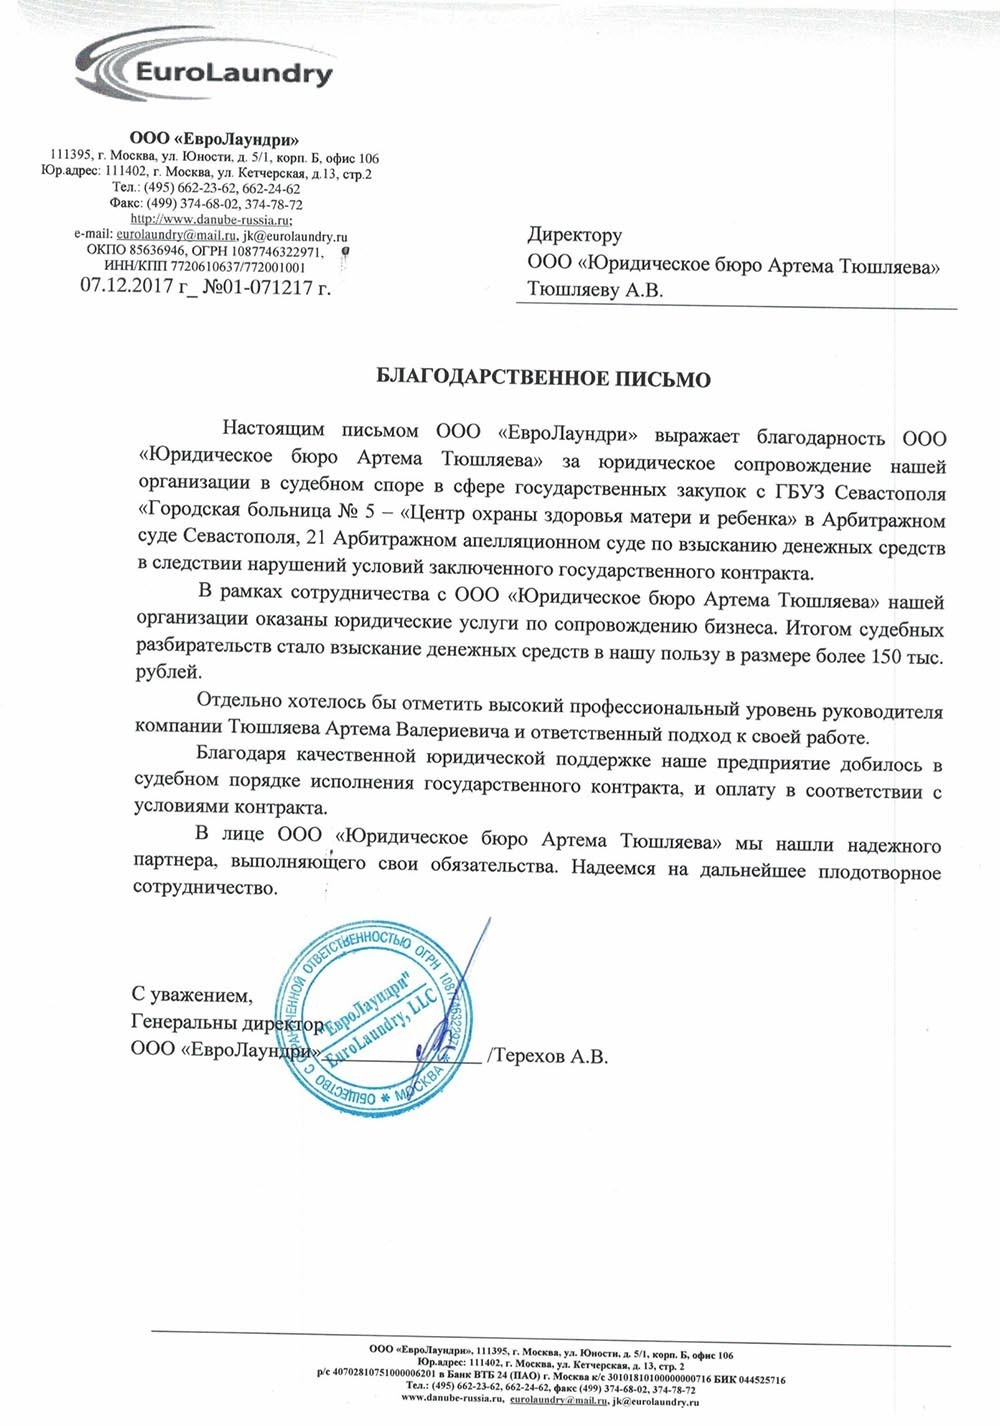 EuroLaundry
ООО «ЕвроЛаундри»
111395, г. Москва, ул. Юности, д. 5/1, корп. Б, офис 106
Юр.адрес: 111402, г. Москва, ул. Кетчерская, д.13, стр.2
Тел.: (495) 662-23-62, 662-24-62
Факс: (499) 374-68-02, 374-78-72
http://www.danube-russia.ru;
e-mail: eurolaundry@mail.ru, jk@eurolaundry.ru
ОКПО 85636946, ОГРН 1087746322971,
ИНН/КПП 7720610637/772001001
07.12.2017 г_ №01-071217 г.
Директору
ООО «Юридическое бюро Артема Тюшляева»
Тюшляеву А.В.
БЛАГОДАРСТВЕННОЕ ПИСЬМО
Настоящим письмом ООО «ЕвроЛаундри» выражает благодарность ООО
«Юридическое бюро Артема Тюшляева» за юридическое сопровождение нашей
организации в судебном споре в сфере государственных закупок с ГБУЗ Севастополя
«Городская больница № 5 – «Центр охраны здоровья матери и ребенка» в Арбитражном
суде Севастополя, 21 Арбитражном апелляционном суде по взысканию денежных средств
в следствии нарушений условий заключенного государственного контракта.
В рамках сотрудничества с ООО «Юридическое бюро Артема Тюшляева» нашей
организации оказаны юридические услуги по сопровождению бизнеса. Итогом судебных
разбирательств стало взыскание денежных средств в нашу пользу в размере более 150 тыс.
рублей.
Отдельно хотелось бы отметить высокий профессиональный уровень руководителя
компании Тюшляева Артема Валериевича и ответственный подход к своей работе.
Благодаря качественной юридической поддержке наше предприятие добилось в
судебном порядке исполнения государственного контракта, и оплату в соответствии с
условиями контракта.
В лице ООО «Юридическое бюро Артема Тюшляева» мы нашли надежного
партнера, выполняющего свои обязательства. Надеемся на дальнейшее плодотворное
сотрудничество.
С уважением,
Генеральны директор
ООО «ЕвроЛаундри»_______________ /Терехов А.В.
ОБЩЕСТВО С ОГРАНИЧЕННОЙ ОТВЕТСТВЕННОСТЬЮ ОГРН 1087746322971
* МОСКВА *
"ЕвроЛаундри"
EuroLaundry, LLC
ООО «ЕвроЛаундри», 111395, г. Москва, ул. Юности, д. 5/1, корп. Б, офис 106
Юр.адрес: 111402, г. Москва, ул. Кетчерская, д. 13, стр. 2
р/с 40702810751000006201 в Банк ВТБ 24 (ПАО) г. Москва к/с 30101810100000000716 БИК 044525716
Тел.: (495) 662-23-62, 662-24-62, факс (499) 374-68-02, 374-78-72
www.danube-russia.ru, eurolaundry@mail.ru, jk@eurolaundry.ru